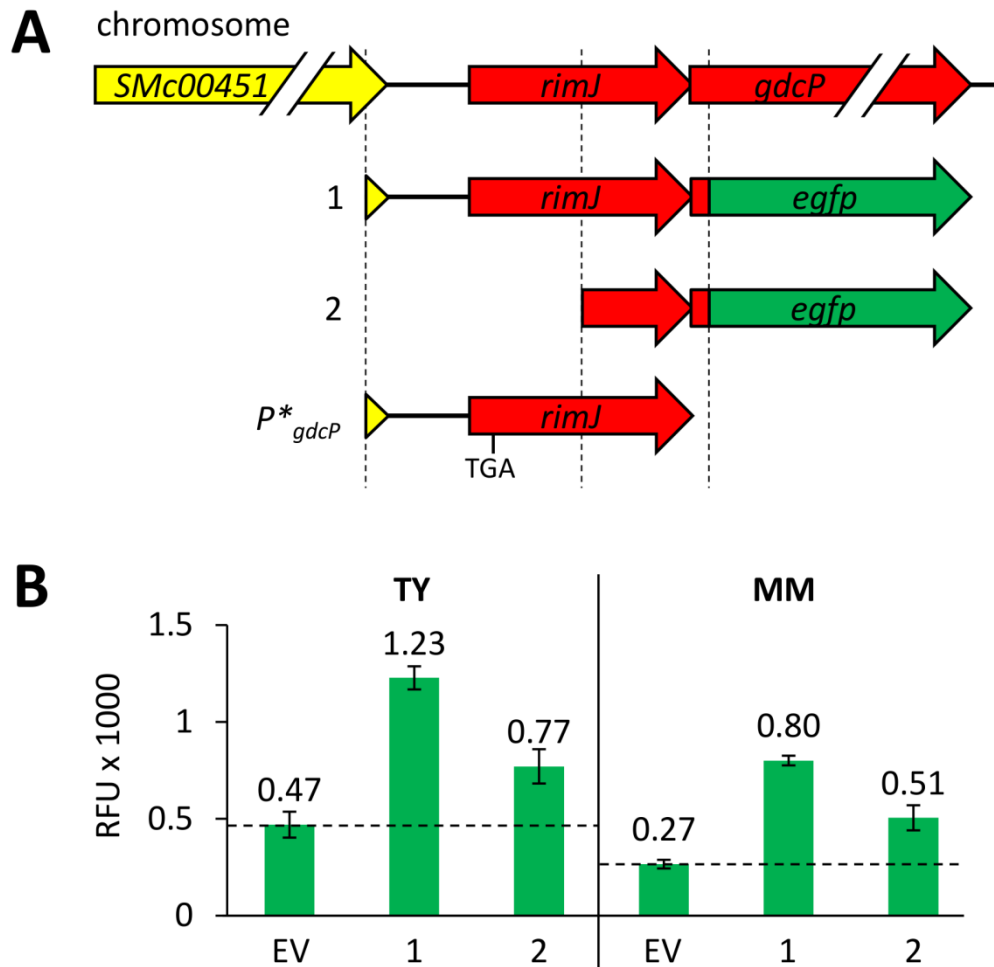 A
chromosome
SMc00451 rimJ gdcP
1 rimJ egfp
2 egfp
P*gdcP rimJ
TGA
B
TY MM
RFU x 1000
1.5
1
0.5
0
0.47 1.23 0.77 0.27 0.80 0.51
EV 1 2 EV 1 2